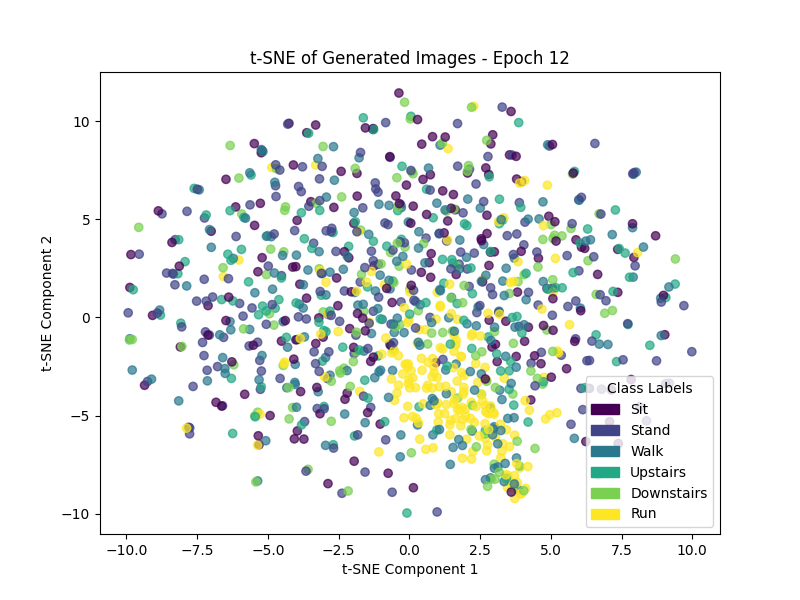 t-SNE of Generated Images - Epoch 12
t-SNE Component 2
10
5
0
−5
−10
−10.0
−7.5
−5.0
−2.5
0.0
2.5
5.0
7.5
10.0
t-SNE Component 1
Class Labels
Sit
Stand
Walk
Upstairs
Downstairs
Run